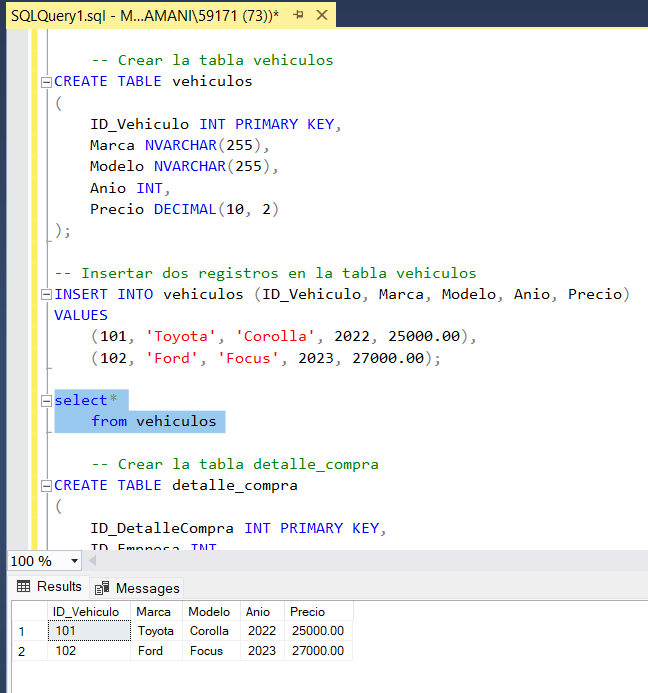 SQLQuery1.sql - M...AMANI\59171 (73))*
-- Crear la tabla vehiculos
CREATE TABLE vehiculos
(
ID_Vehiculo INT PRIMARY KEY,
Marca NVARCHAR(255),
Modelo NVARCHAR(255),
Anio INT,
Precio DECIMAL(10, 2)
);
-- Insertar dos registros en la tabla vehiculos
INSERT INTO vehiculos (ID_Vehiculo, Marca, Modelo, Anio, Precio)
VALUES
(101, 'Toyota', 'Corolla', 2022, 25000.00),
(102, 'Ford', 'Focus', 2023, 27000.00);
select*
from vehiculos
-- Crear la tabla detalle_compra
CREATE TABLE detalle_compra
(
ID_DetalleCompra INT PRIMARY KEY,
ID_Empresa INT
100 %
Results Messages
ID_Vehiculo Marca Modelo Anio Precio
1 101 Toyota Corolla 2022 25000.00
2 102 Ford Focus 2023 27000.00